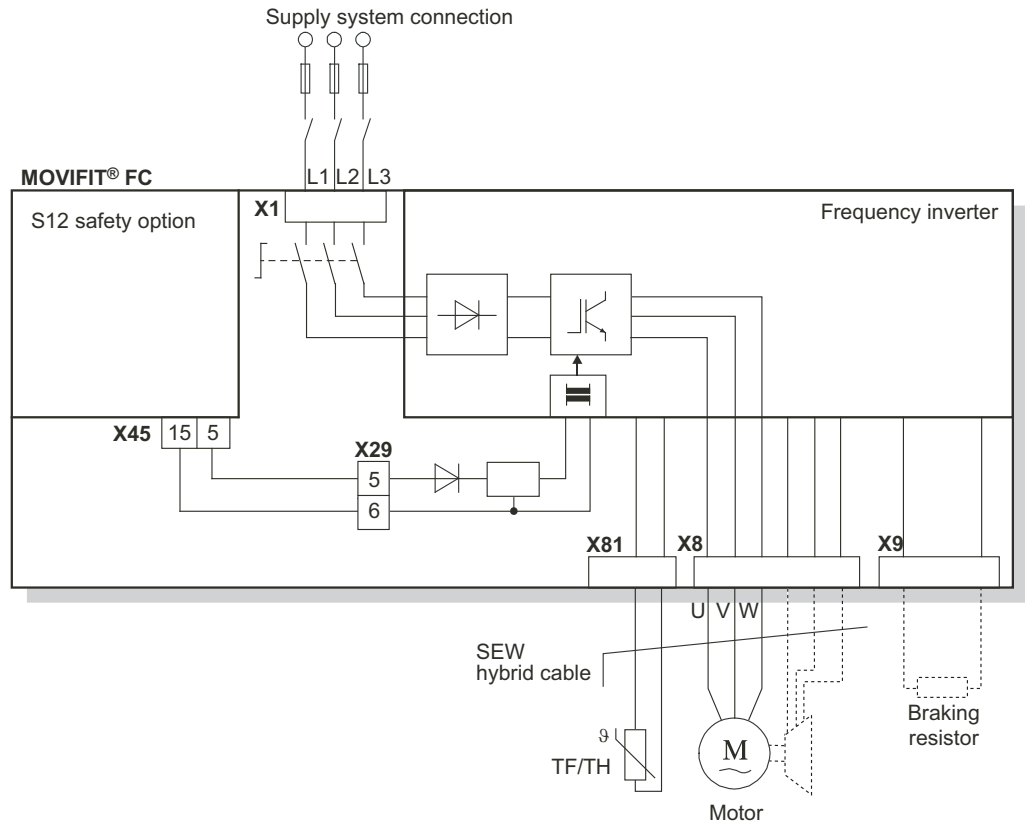 Supply system connection
MOVIFIT® FC
L1 L2 L3
X1
S12 safety option
Frequency inverter
X45 15 5
X29
5
6
X81 X8 X9
U V W
SEW
hybrid cable
ϑ
TF/TH
M
Motor
Braking
resistor